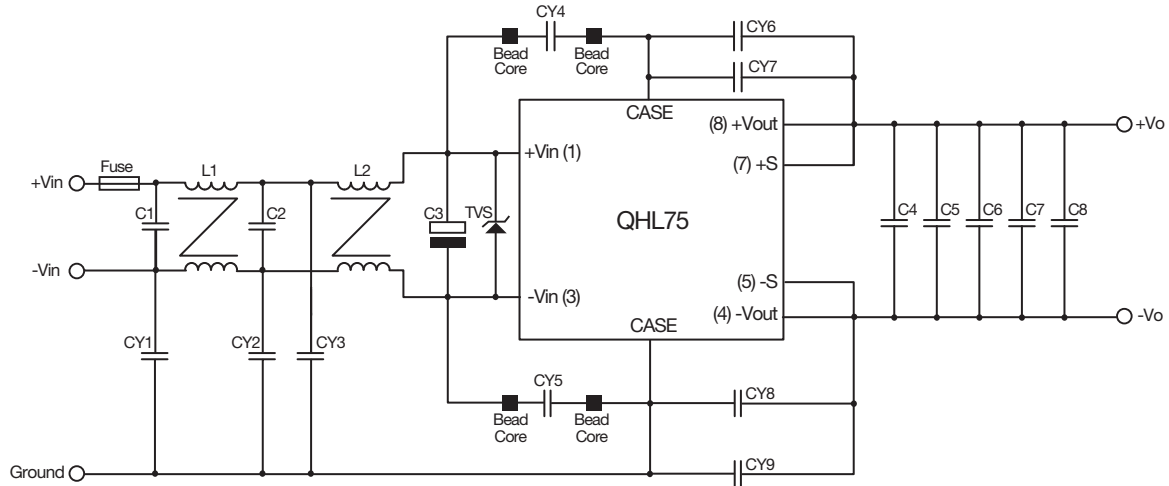 CY4
CY6
Bead
Core
Bead
Core
CY7
CASE
(8) +Vout
+Vo
+Vin (1)
(7) +S
Fuse
L1
L2
+Vin
C1
C2
C3
TVS
QHL75
C4
C5
C6
C7
C8
-Vin
(5) -S
-Vin (3)
(4) -Vout
-Vo
CASE
CY1
CY2
CY3
CY5
CY8
Bead
Core
Bead
Core
Ground
CY9